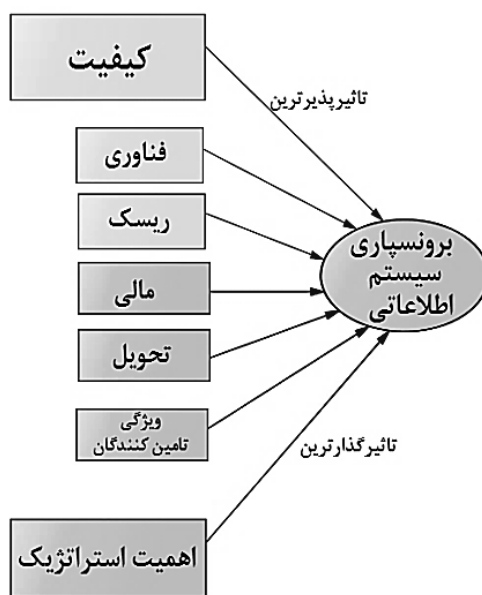 کیفیت
تاثیرپذیرترین
فناوری
ریسک
برونسپاری
سیستم
اطلاعاتی
مالی
تحویل
ویژگی
تامین کنندگان
تاثیرگذارترین
اهمیت استراتژیک